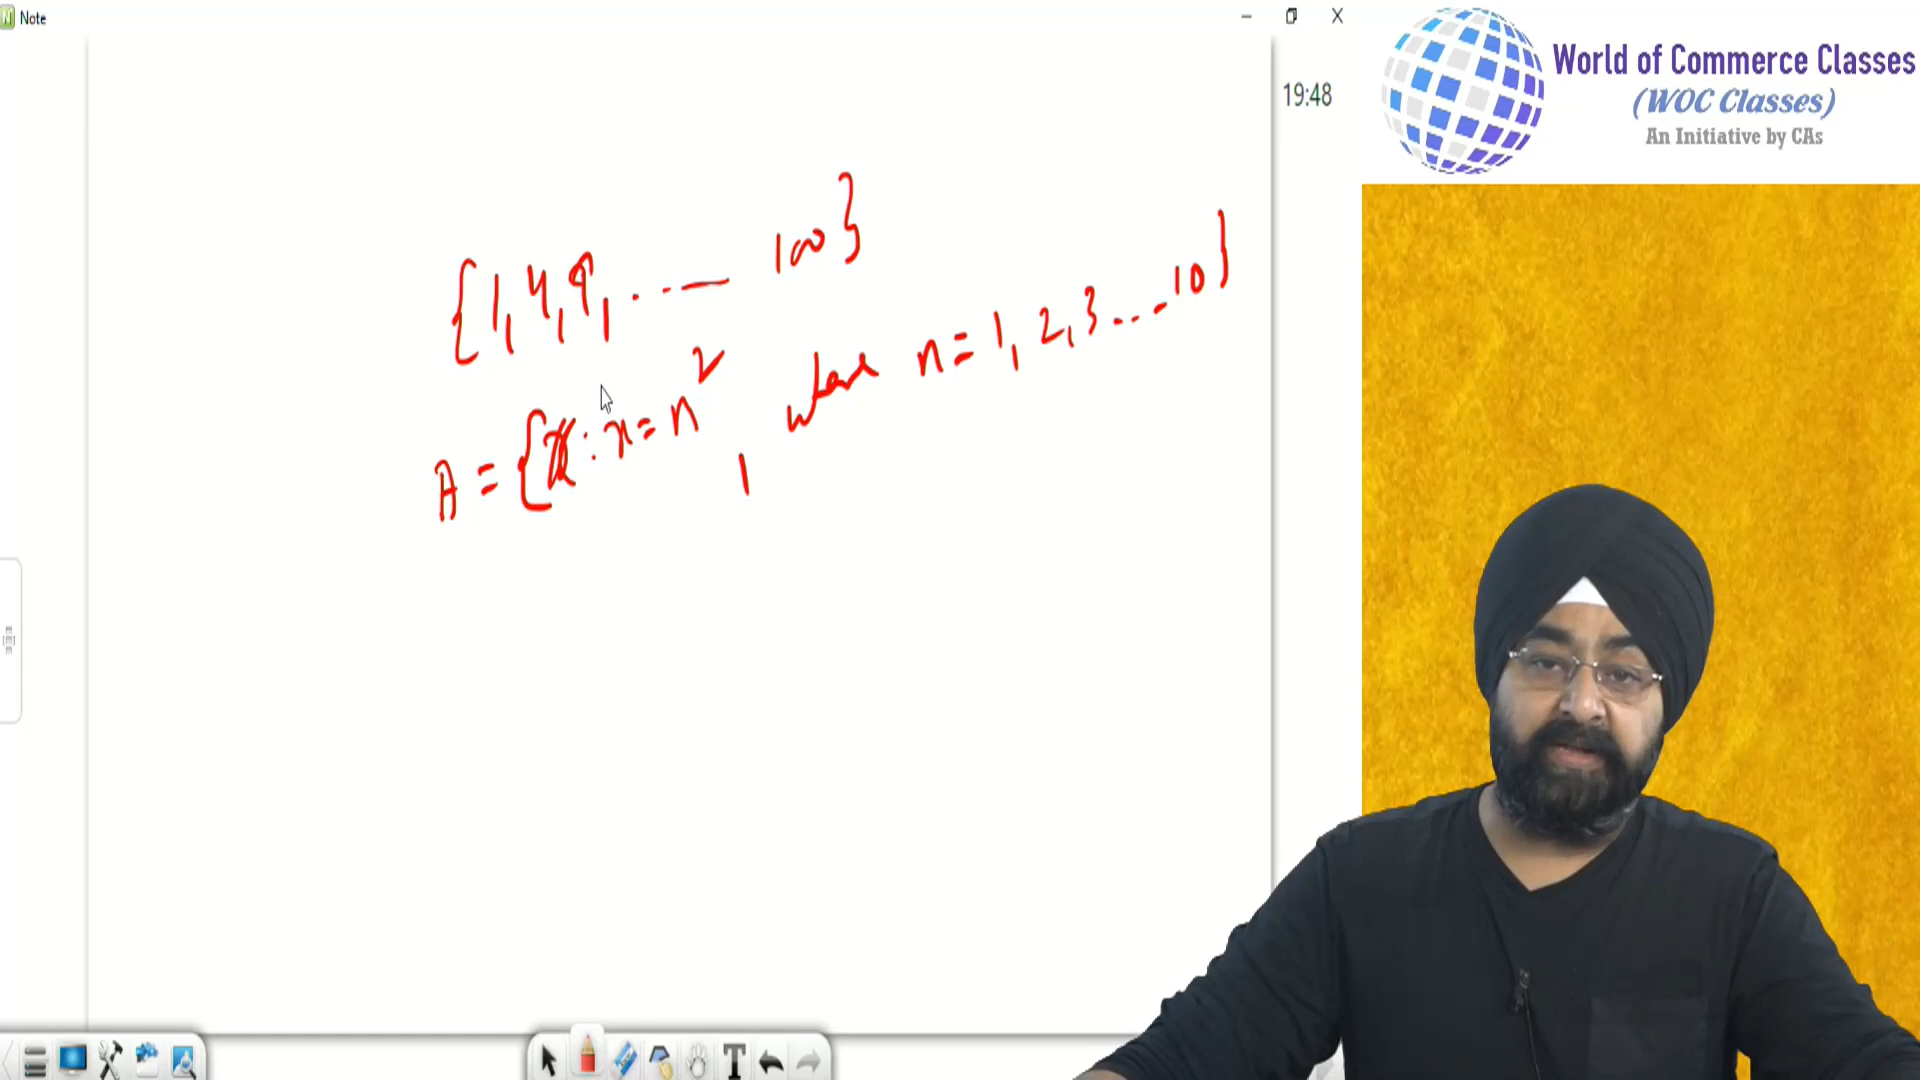 Note
World of Commerce Classes
(WOC Classes)
An Initiative by CAs
19:48
{1, 4, 9, ... — 100}
A = {x : x = n², where n = 1, 2, 3 ... 10}
T